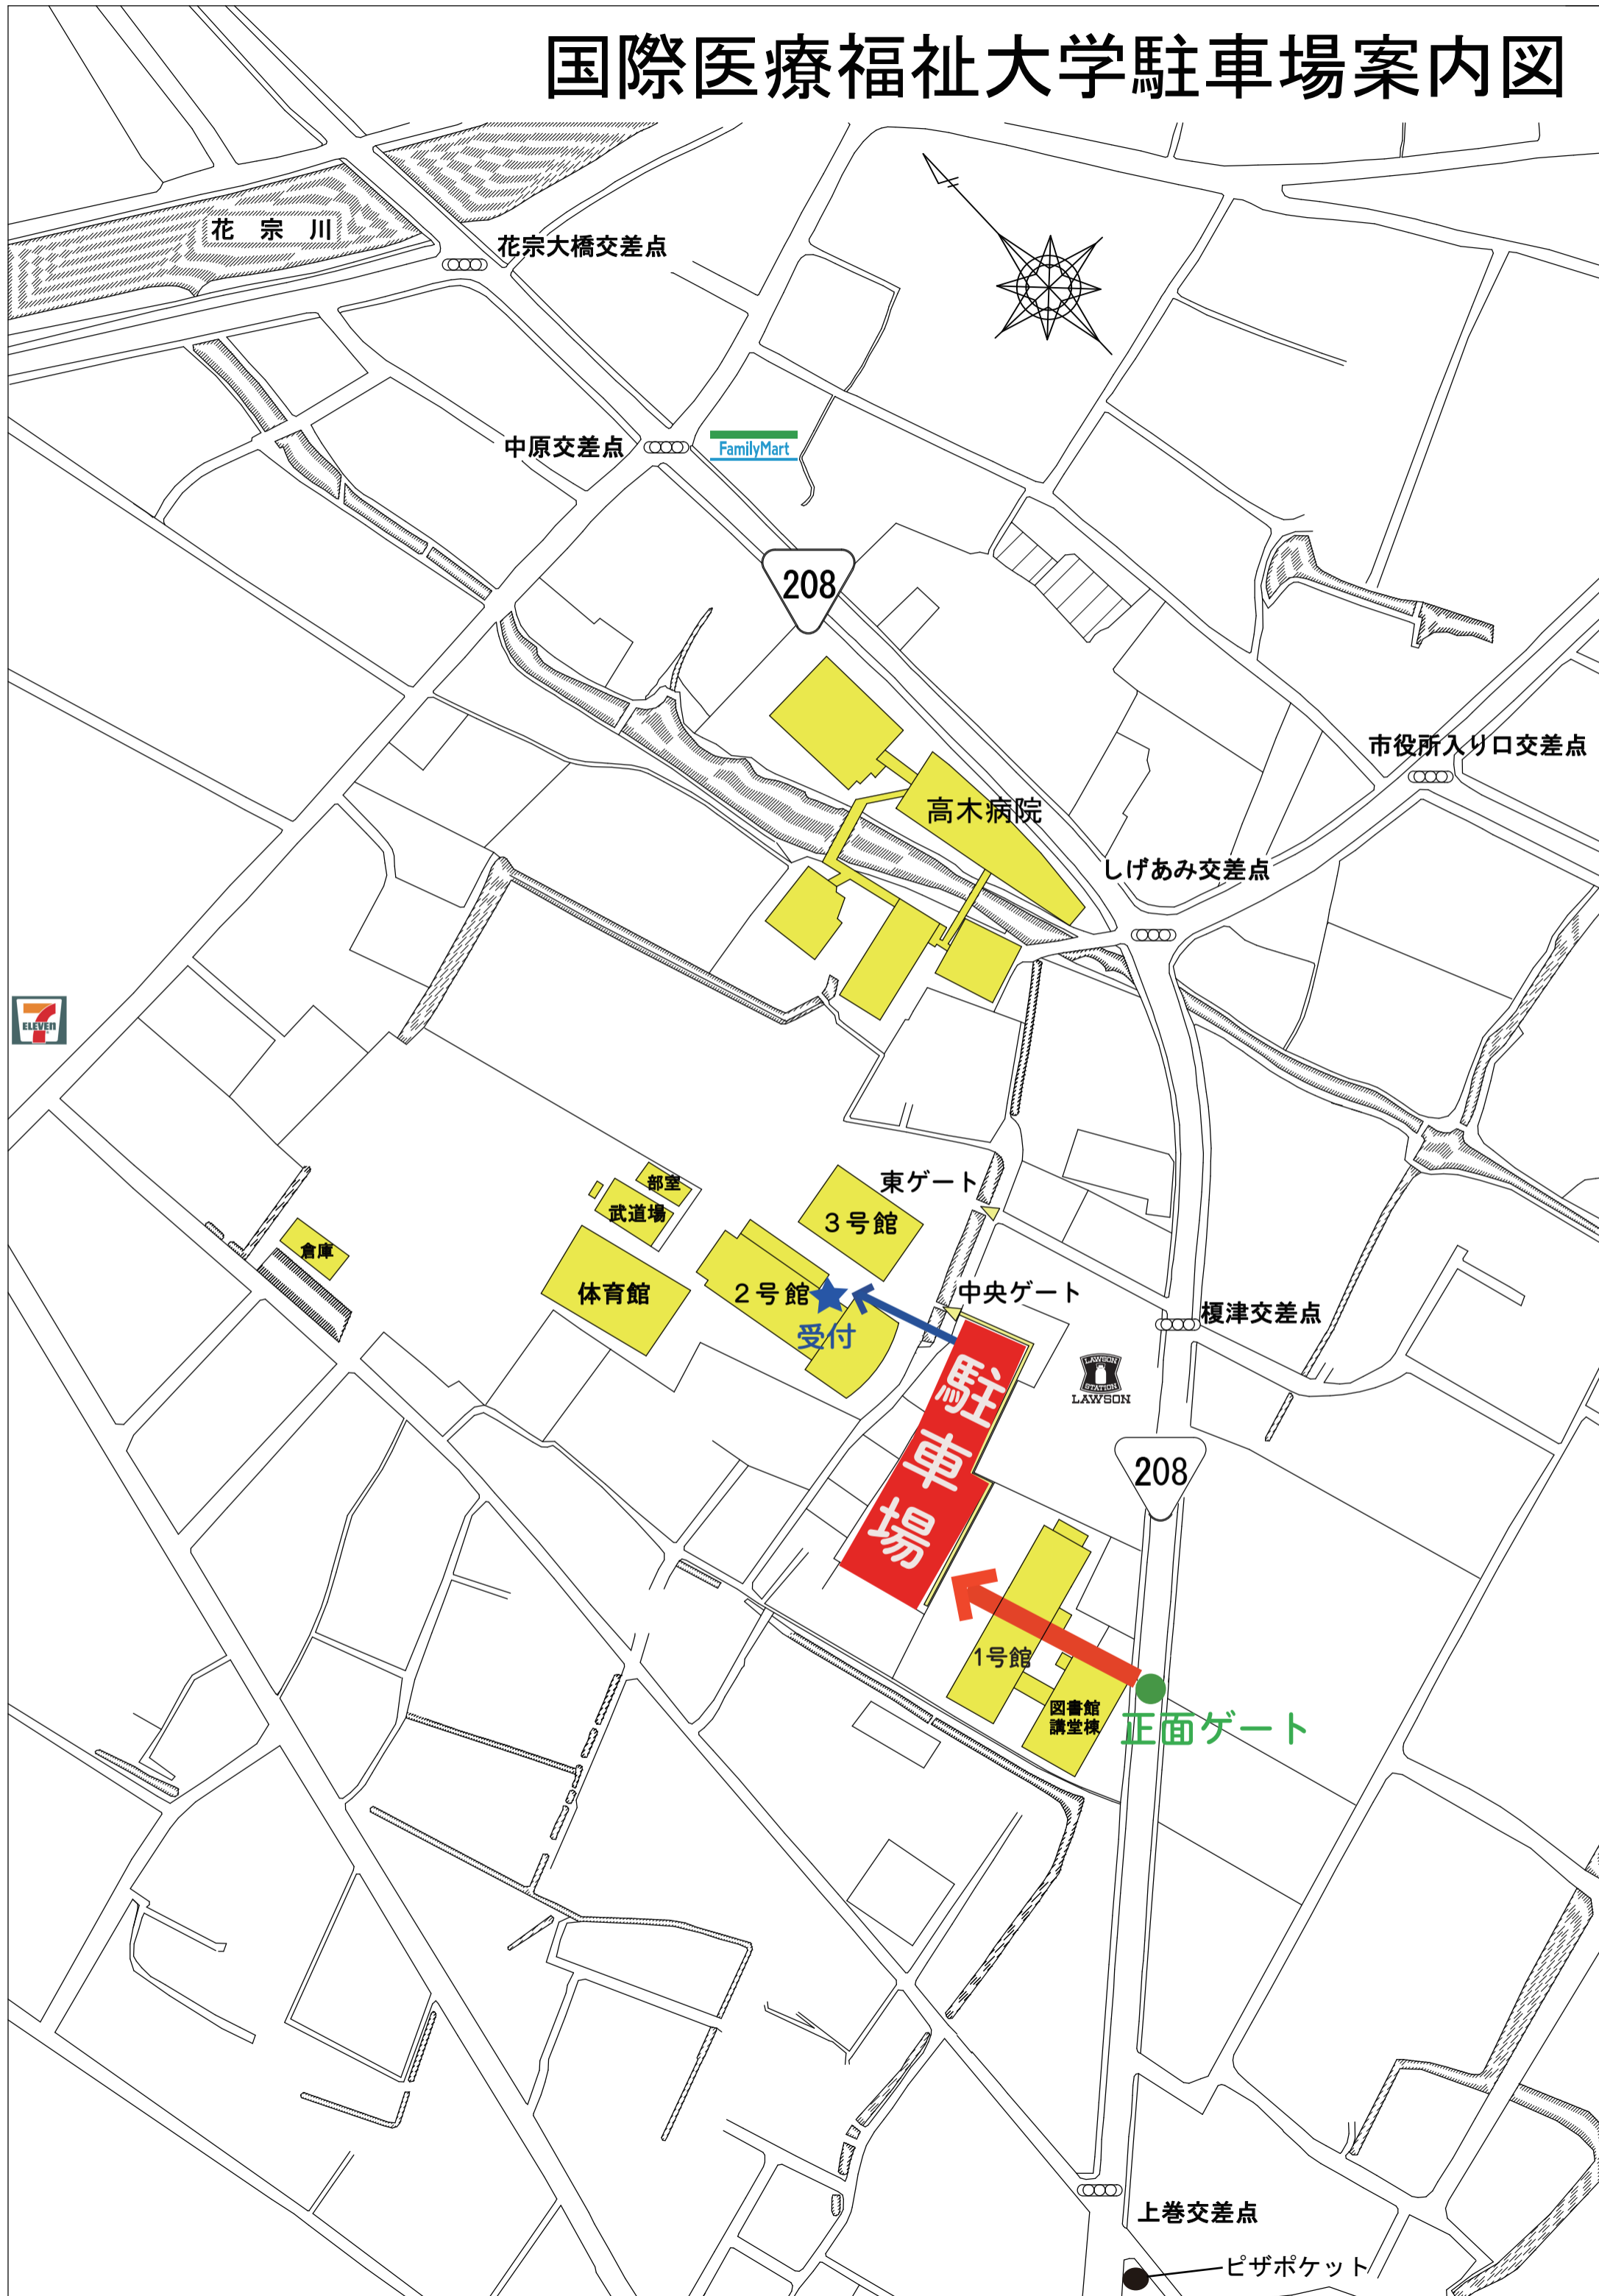 国際医療福祉大学駐車場案内図
花宗川
花宗大橋交差点
中原交差点
FamilyMart
208
市役所入り口交差点
高木病院
しげあみ交差点
7
ELEVEN
東ゲート
部室
武道場
3号館
倉庫
体育館
2号館
中央ゲート
榎津交差点
受付
LAWSON
STATION
LAWSON
駐車場
208
1号館
図書館
講堂棟
正面ゲート
上巻交差点
ピザポケット